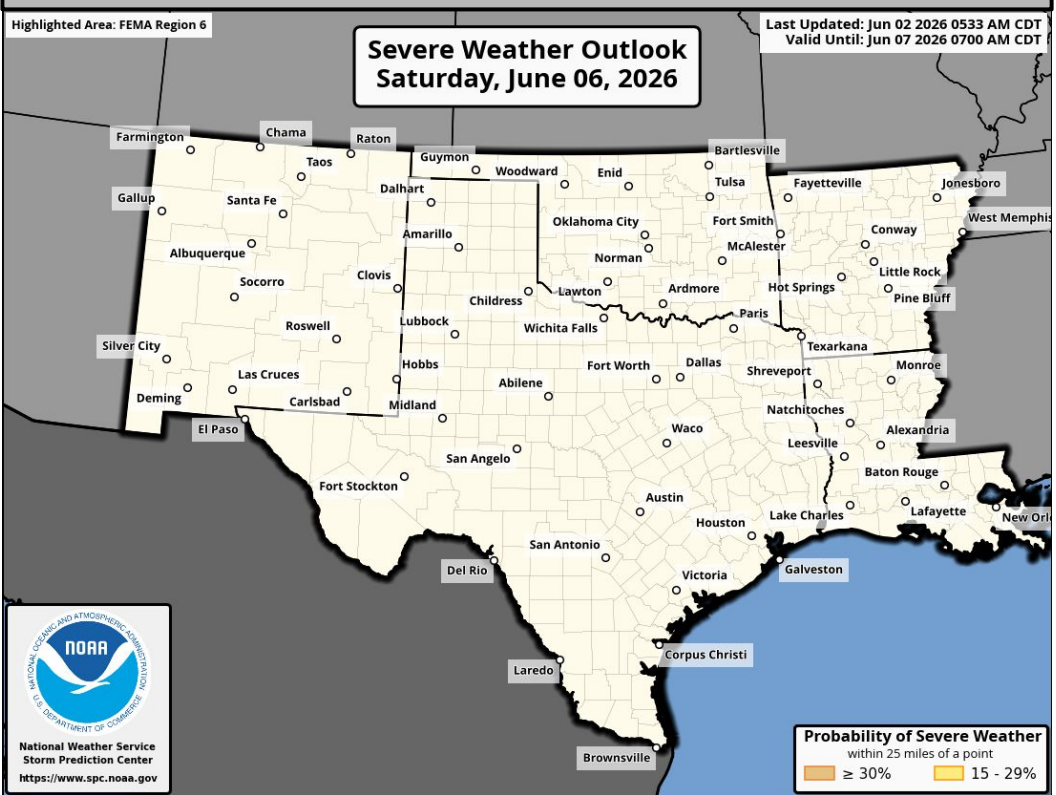 Highlighted Area: FEMA Region 6
Last Updated: Jun 02 2026 0533 AM CDT
Valid Until: Jun 07 2026 0700 AM CDT
Severe Weather Outlook
Saturday, June 06, 2026
Farmington
Chama
Raton
Taos
Guymon
Woodward
Enid
Bartlesville
Tulsa
Fayetteville
Jonesboro
Gallup
Santa Fe
Dalhart
West Memphis
Oklahoma City
Fort Smith
Conway
Albuquerque
Amarillo
Norman
McAlester
Socorro
Clovis
Childress
Lawton
Ardmore
Hot Springs
Little Rock
Pine Bluff
Roswell
Lubbock
Wichita Falls
Paris
Texarkana
Silver City
Hobbs
Fort Worth
Dallas
Shreveport
Monroe
Deming
Las Cruces
Carlsbad
Midland
Abilene
Natchitoches
El Paso
San Angelo
Waco
Leesville
Alexandria
Fort Stockton
Austin
Baton Rouge
Houston
Lake Charles
Lafayette
New Orl
Del Rio
San Antonio
Victoria
Galveston
Laredo
Corpus Christi
Brownsville
NATIONAL OCEANIC AND ATMOSPHERIC ADMINISTRATION
NOAA
U.S. DEPARTMENT OF COMMERCE
National Weather Service
Storm Prediction Center
https://www.spc.noaa.gov
Probability of Severe Weather
within 25 miles of a point
≥ 30%
15 - 29%